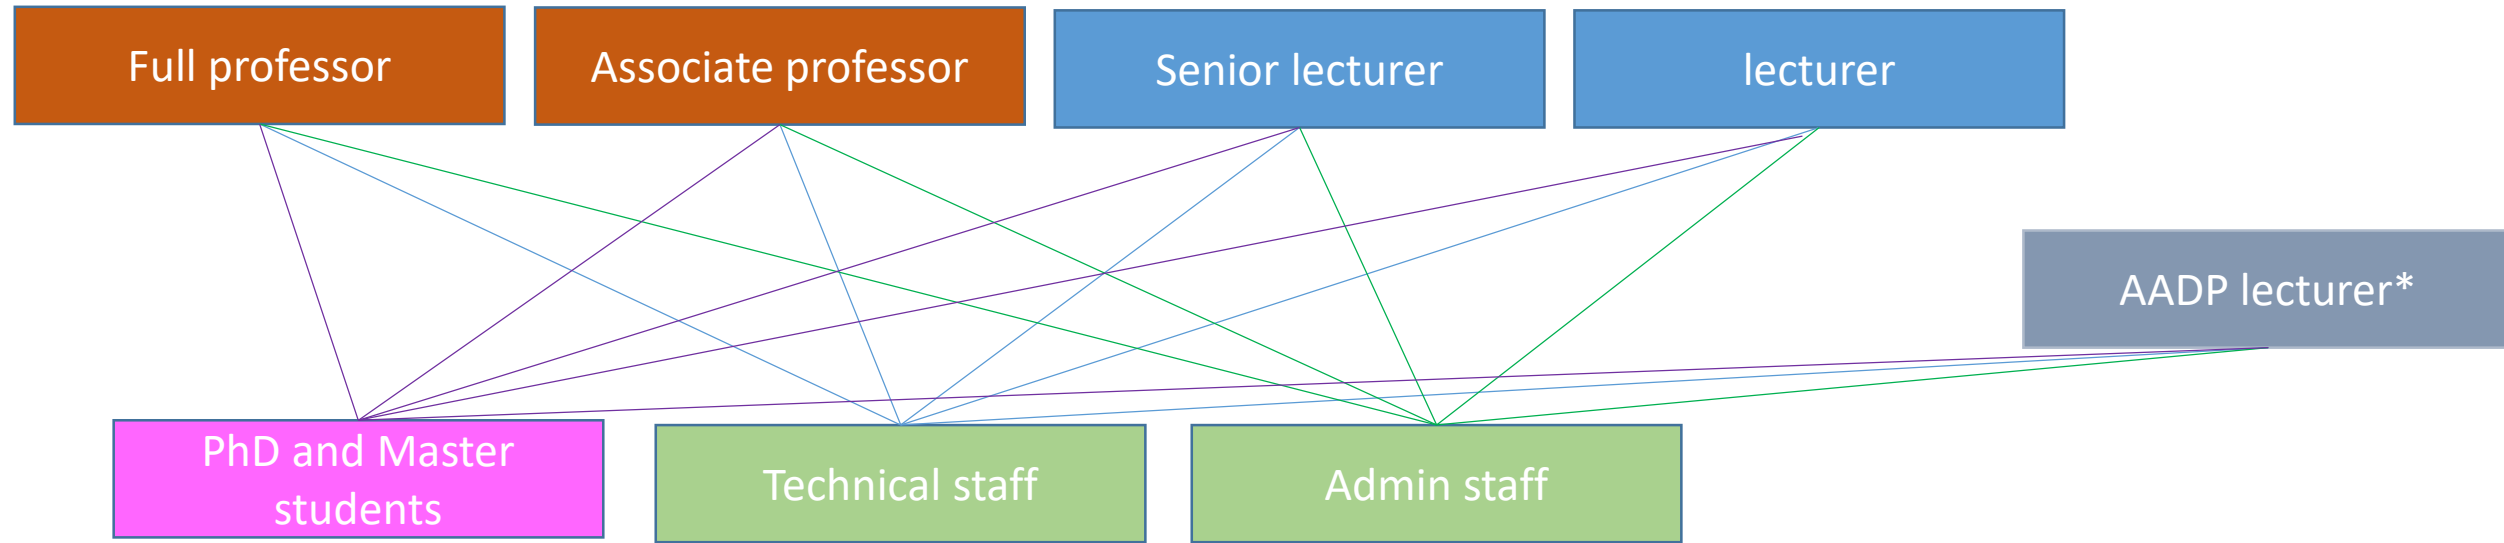 Full professor
Associate professor
Senior lecturer
lecturer
AADP lecturer*
PhD and Master
students
Technical staff
Admin staff